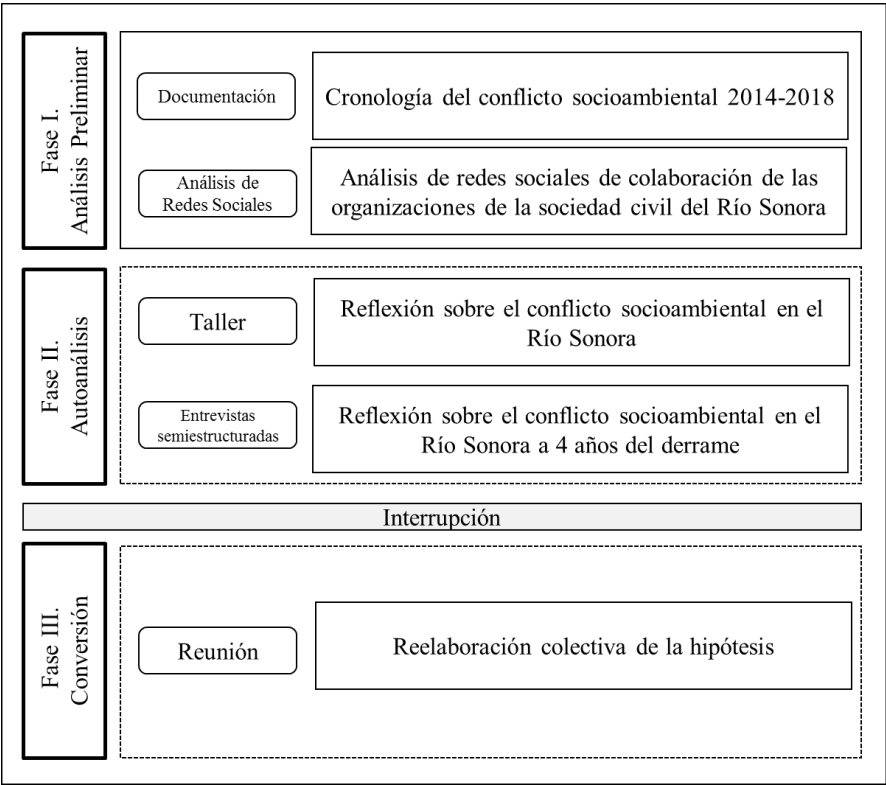 Fase I.
Análisis Preliminar
Documentación
Cronología del conflicto socioambiental 2014-2018
Análisis de
Redes Sociales
Análisis de redes sociales de colaboración de las
organizaciones de la sociedad civil del Río Sonora
Fase II.
Autoanálisis
Taller
Reflexión sobre el conflicto socioambiental en el
Río Sonora
Entrevistas
semiestructuradas
Reflexión sobre el conflicto socioambiental en el
Río Sonora a 4 años del derrame
Interrupción
Fase III.
Conversión
Reunión
Reelaboración colectiva de la hipótesis